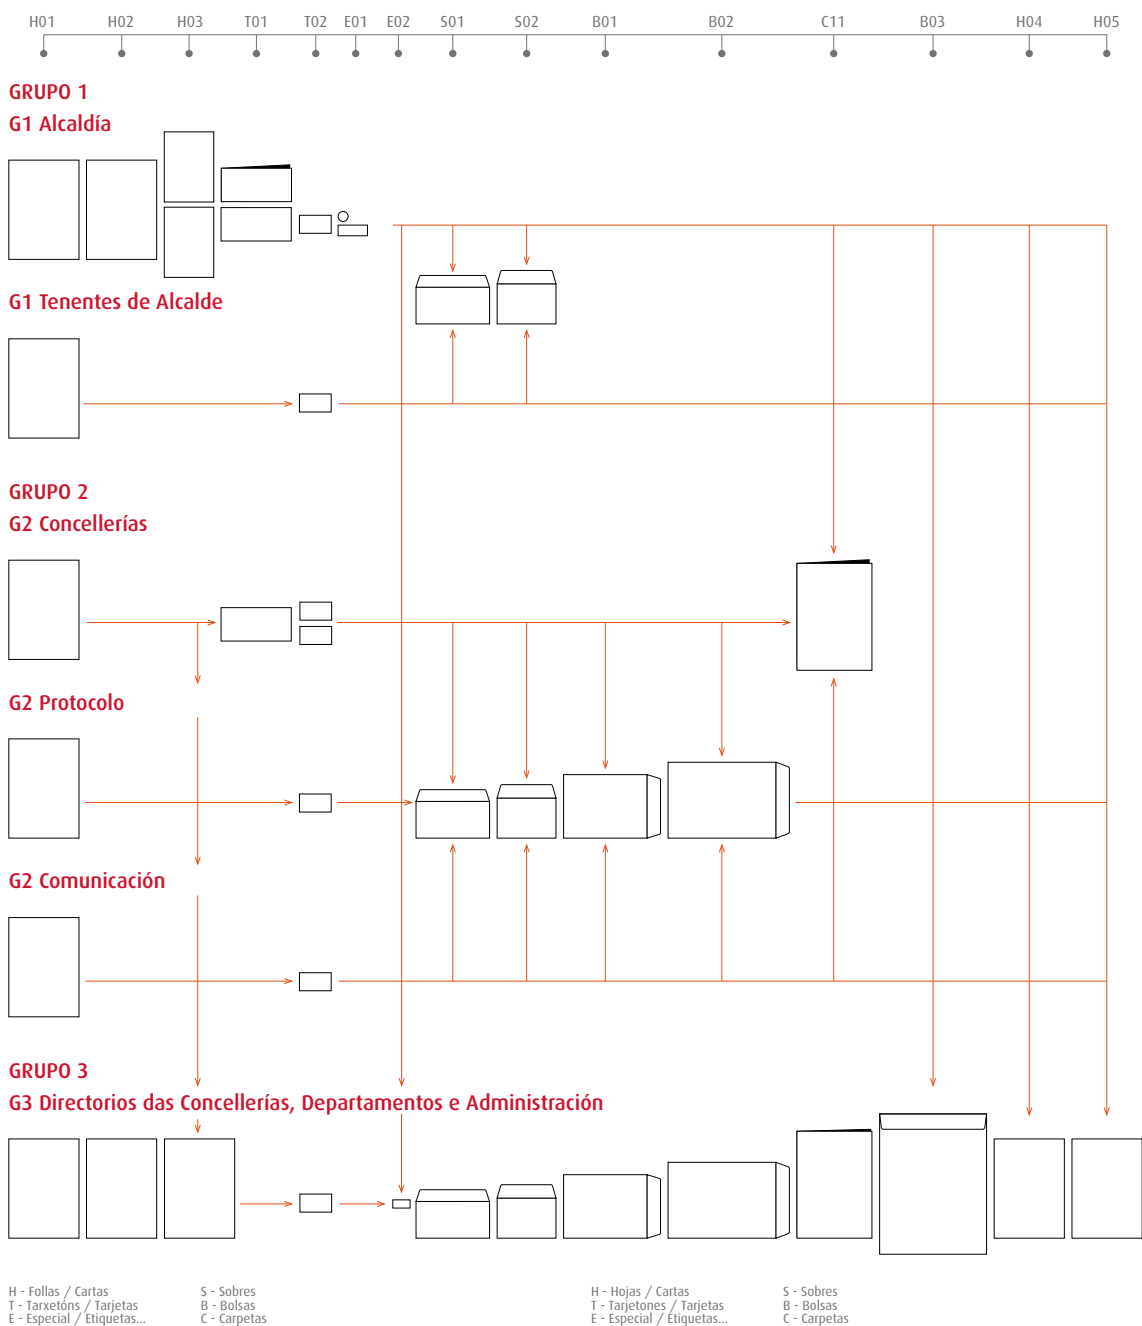 H01 H02 H03 T01 T02 E01 E02 S01 S02 B01 B02 C11 B03 H04 H05
GRUPO 1
G1 Alcaldía
G1 Tenentes de Alcalde
GRUPO 2
G2 Concellerías
G2 Protocolo
G2 Comunicación
GRUPO 3
G3 Directorios das Concellerías, Departamentos e Administración
H - Follas / Cartas
T - Tarxetóns / Tarjetas
E - Especial / Etiquetas...
S - Sobres
B - Bolsas
C - Carpetas
H - Hojas / Cartas
T - Tarjetones / Tarjetas
E - Especial / Etiquetas...
S - Sobres
B - Bolsas
C - Carpetas